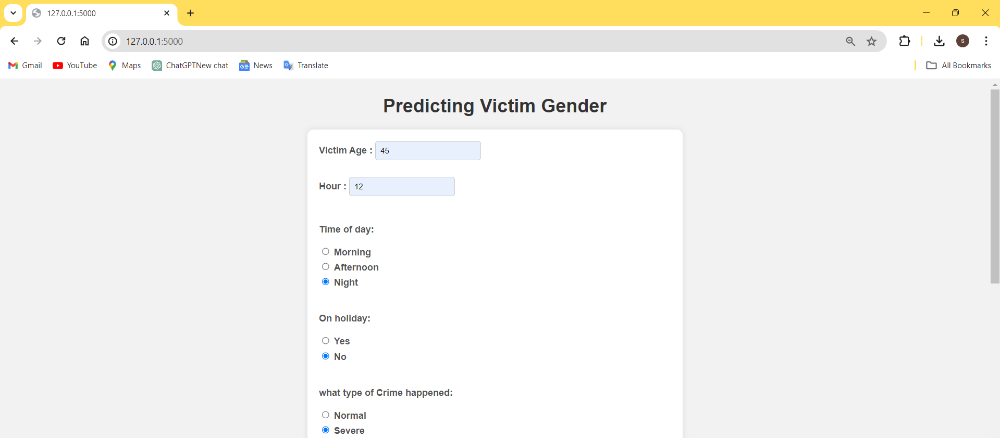 127.0.0.1:5000
127.0.0.1:5000
S
Gmail YouTube Maps ChatGPTNew chat News Translate All Bookmarks
Predicting Victim Gender
Victim Age : 45
Hour : 12
Time of day:
Morning
Afternoon
Night
On holiday:
Yes
No
what type of Crime happened:
Normal
Severe